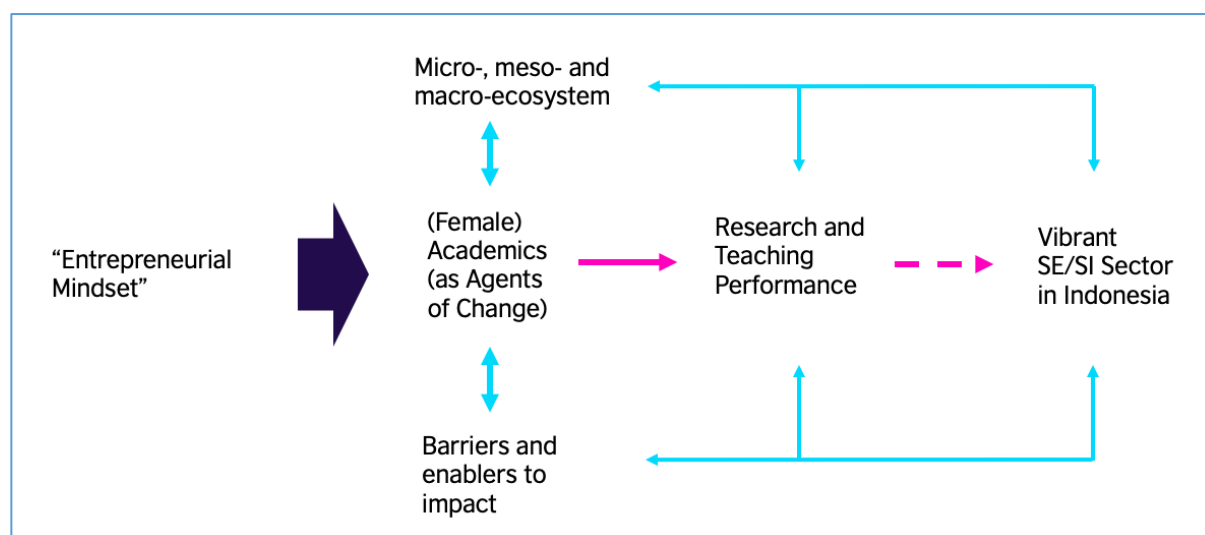 Micro-, meso- and
macro-ecosystem
“Entrepreneurial
Mindset”
(Female)
Academics
(as Agents
of Change)
Research and
Teaching
Performance
Vibrant
SE/SI Sector
in Indonesia
Barriers and
enablers to
impact